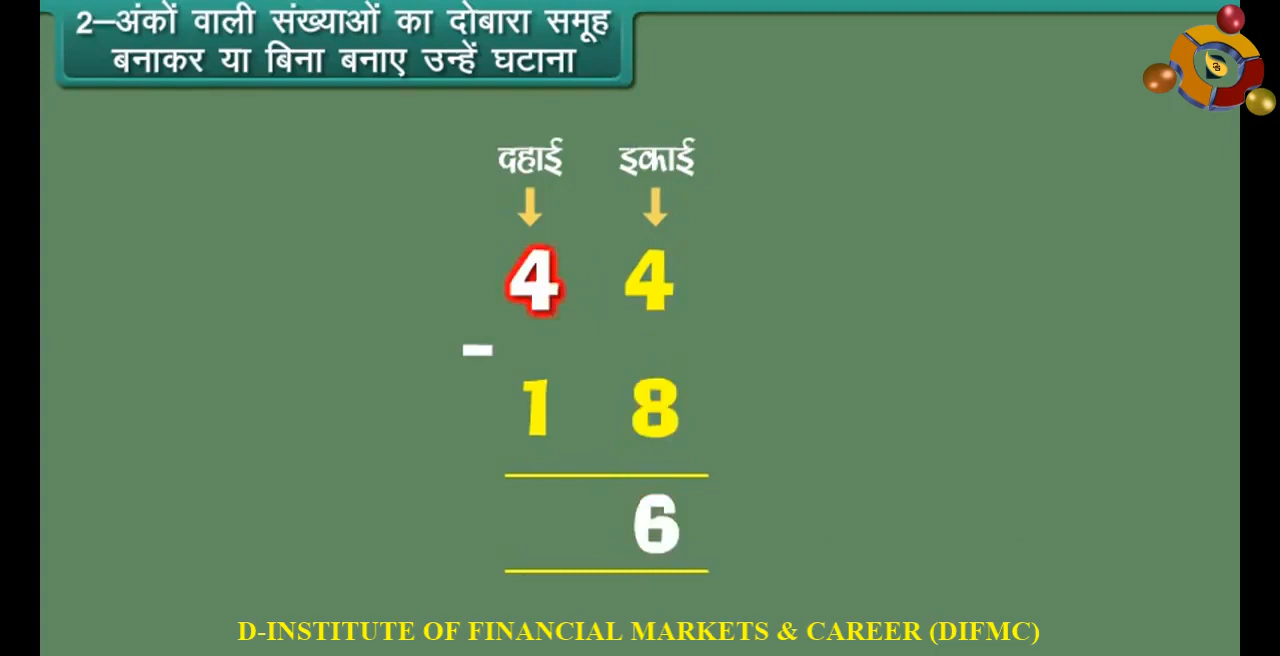 2–अंकों वाली संख्याओं का दोबारा समूह
बनाकर या बिना बनाए उन्हें घटाना
दहाई इकाई
4 4
-
1 8
6
D-INSTITUTE OF FINANCIAL MARKETS & CAREER (DIFMC)